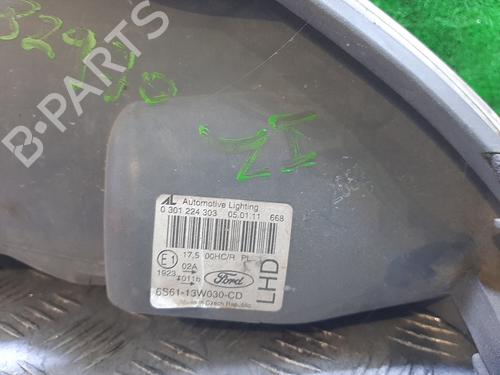 ZI
AL Automotive Lighting
0 301 224 303 05.01.11 668
17,5 00HC/R PL
E1 02A
1923
Ford
6S61-13W030-CD
Made in Czech Republic
LHD
B-PARTS